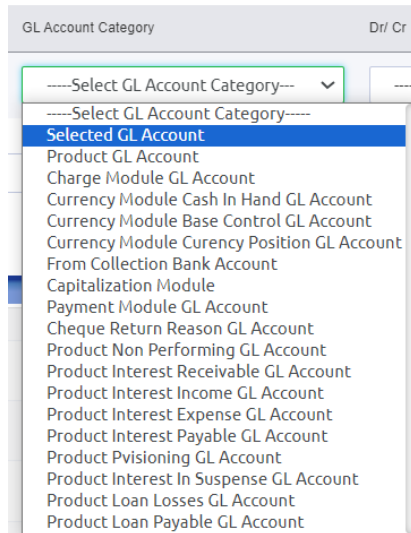 GL Account Category Dr/ Cr
-----Select GL Account Category--- ----
-----Select GL Account Category-----
Selected GL Account
Product GL Account
Charge Module GL Account
Currency Module Cash In Hand GL Account
Currency Module Base Control GL Account
Currency Module Curency Position GL Account
From Collection Bank Account
Capitalization Module
Payment Module GL Account
Cheque Return Reason GL Account
Product Non Performing GL Account
Product Interest Receivable GL Account
Product Interest Income GL Account
Product Interest Expense GL Account
Product Interest Payable GL Account
Product Pvisioning GL Account
Product Interest In Suspense GL Account
Product Loan Losses GL Account
Product Loan Payable GL Account